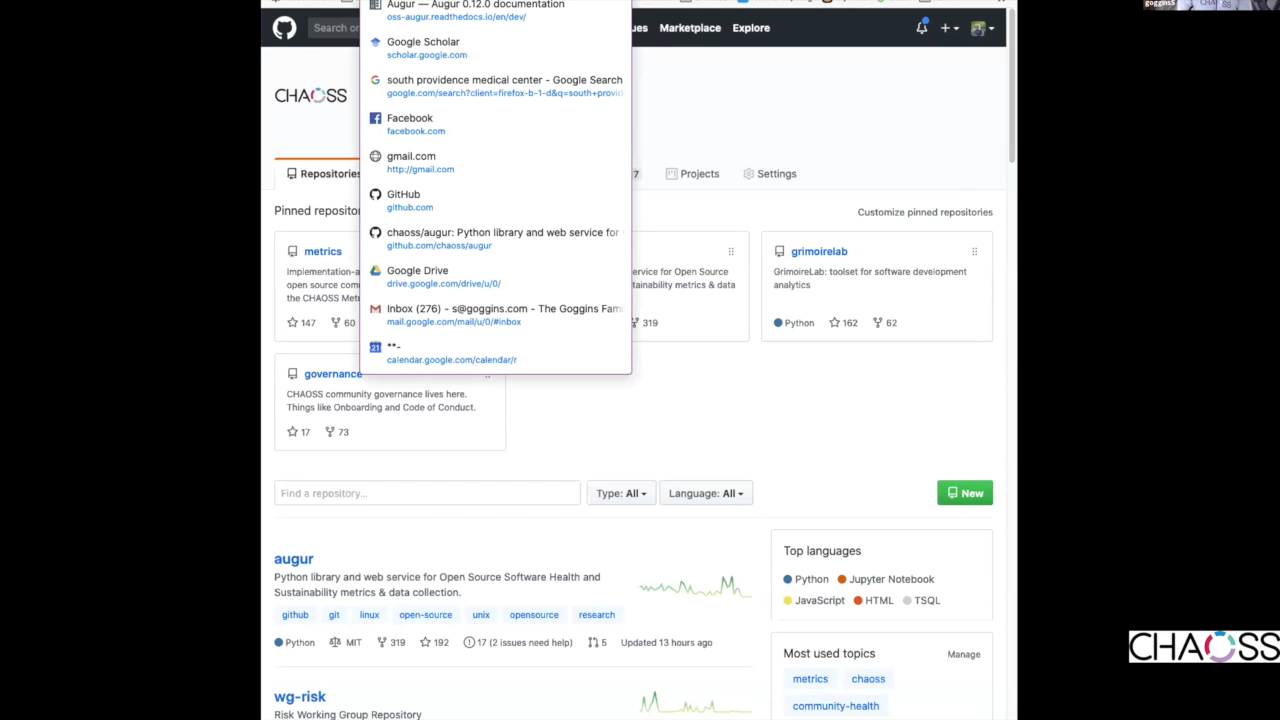 Augur — Augur 0.12.0 documentation
oss-augur.readthedocs.io/en/dev/
goggins5
CHAOSS
Search or
Google Scholar
scholar.google.com
ues
Marketplace
Explore
south providence medical center - Google Search
google.com/search?client=firefox-b-1-d&q=south+provid
CHAOSS
Facebook
facebook.com
gmail.com
http://gmail.com
Repositories
7
Projects
Settings
GitHub
github.com
Pinned repositor
Customize pinned repositories
chaoss/augur: Python library and web service for
github.com/chaoss/augur
metrics
Implementation-a
open source com
the CHAOSS Met
147
60
ervice for Open Source
tainability metrics & data
319
grimoirelab
GrimoireLab: toolset for software development
analytics
Python
162
62
Google Drive
drive.google.com/drive/u/0/
Inbox (276) - s@goggins.com - The Goggins Fam
mail.google.com/mail/u/0/#inbox
21
**-
calendar.google.com/calendar/r
governance
CHAOSS community governance lives here.
Things like Onboarding and Code of Conduct.
17
73
Find a repository...
Type: All
Language: All
New
augur
Python library and web service for Open Source Software Health and
Sustainability metrics & data collection.
github
git
linux
open-source
unix
opensource
research
Python
MIT
319
192
17 (2 issues need help)
5
Updated 13 hours ago
Top languages
Python
Jupyter Notebook
JavaScript
HTML
TSQL
wg-risk
Risk Working Group Repository
Most used topics
Manage
metrics
chaoss
community-health
CHAOSS